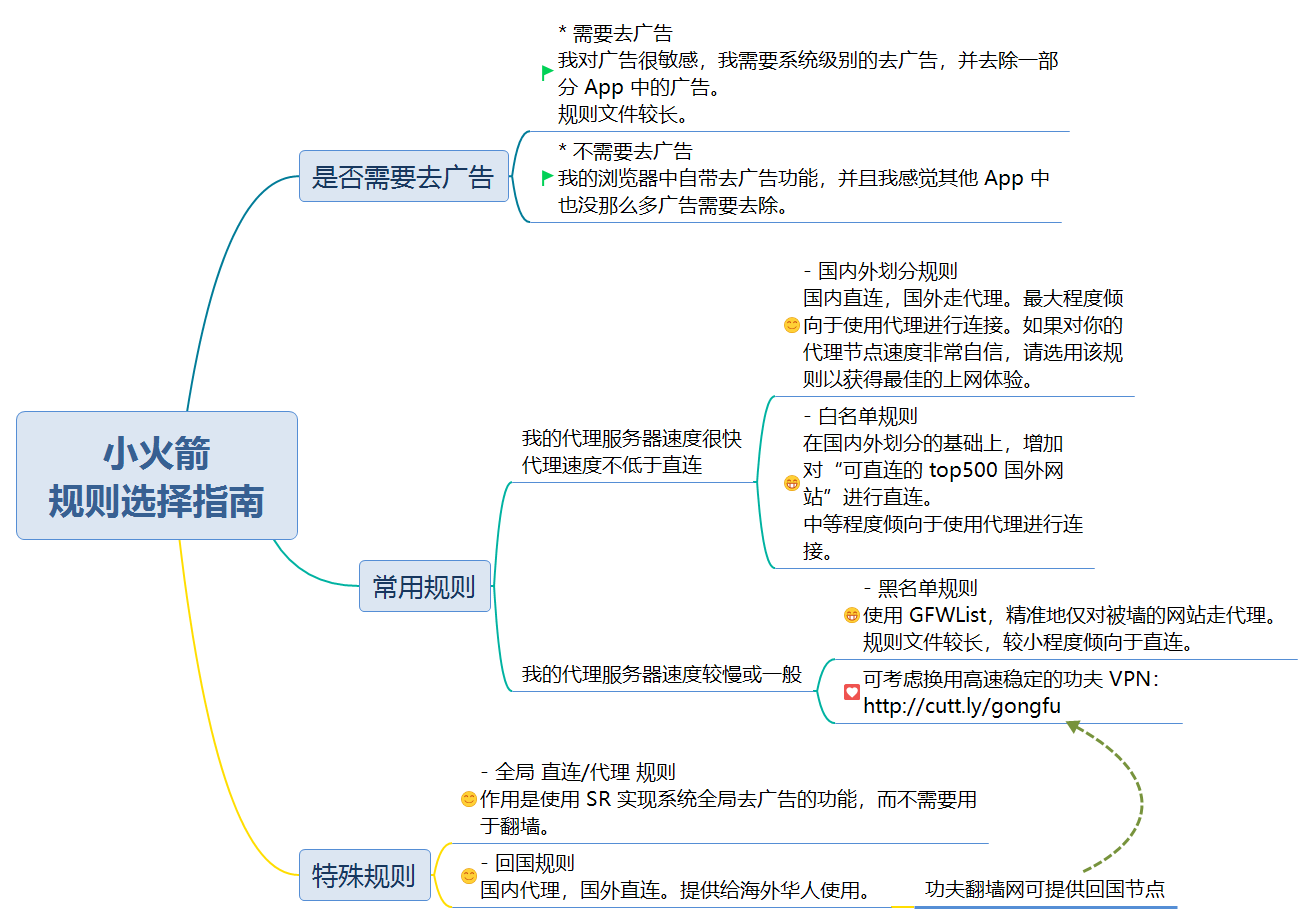 * 需要去广告
我对广告很敏感，我需要系统级别的去广告，并去除一部
分 App 中的广告。
规则文件较长。
是否需要去广告
* 不需要去广告
我的浏览器中自带去广告功能，并且我感觉其他 App 中
也没那么多广告需要去除。
小火箭
规则选择指南
常用规则
我的代理服务器速度很快
代理速度不低于直连
- 国内外划分规则
国内直连，国外走代理。最大程度倾
向于使用代理进行连接。如果对你的
代理节点速度非常自信，请选用该规
则以获得最佳的上网体验。
- 白名单规则
在国内外划分的基础上，增加
对“可直连的 top500 国外网
站”进行直连。
中等程度倾向于使用代理进行连
接。
我的代理服务器速度较慢或一般
- 黑名单规则
使用 GFWList，精准地仅对被墙的网站走代理。
规则文件较长，较小程度倾向于直连。
可考虑换用高速稳定的功夫 VPN：
http://cutt.ly/gongfu
特殊规则
- 全局 直连/代理 规则
作用是使用 SR 实现系统全局去广告的功能，而不需要用
于翻墙。
- 回国规则
国内代理，国外直连。提供给海外华人使用。
功夫翻墙网可提供回国节点